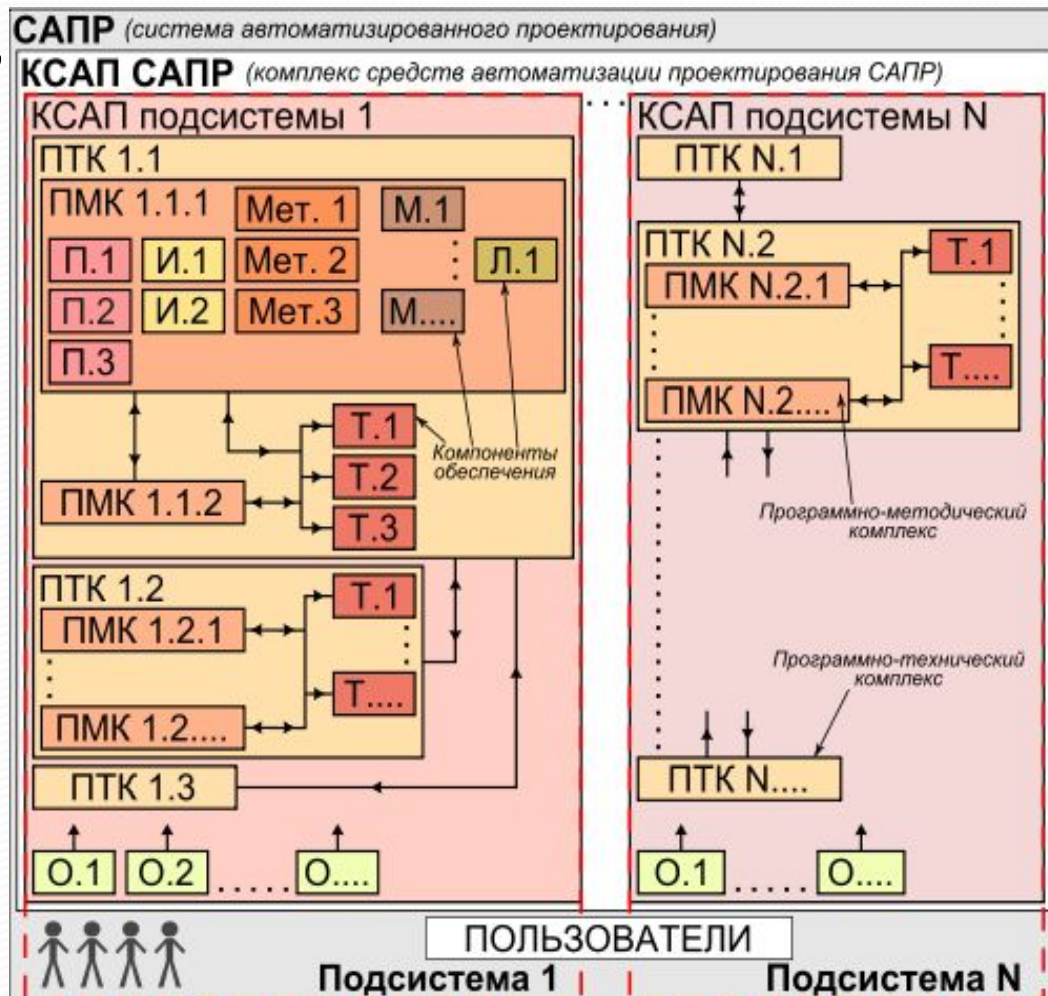 САПР (система автоматизированного проектирования)
КСАП САПР (комплекс средств автоматизации проектирования САПР)
КСАП подсистемы 1
ПТК 1.1
ПМК 1.1.1
Мет. 1
М.1
П.1
И.1
Мет. 2
Л.1
П.2
И.2
Мет.3
М....
П.3
Т.1
Компоненты
обеспечения
Т.2
ПМК 1.1.2
Т.3
ПТК 1.2
Т.1
ПМК 1.2.1
Т....
ПМК 1.2....
ПТК 1.3
О.1
О.2
О....
КСАП подсистемы N
ПТК N.1
ПТК N.2
Т.1
ПМК N.2.1
Т....
ПМК N.2....
Программно-методический
комплекс
Программно-технический
комплекс
ПТК N....
О.1
О....
ПОЛЬЗОВАТЕЛИ
Подсистема 1
Подсистема N